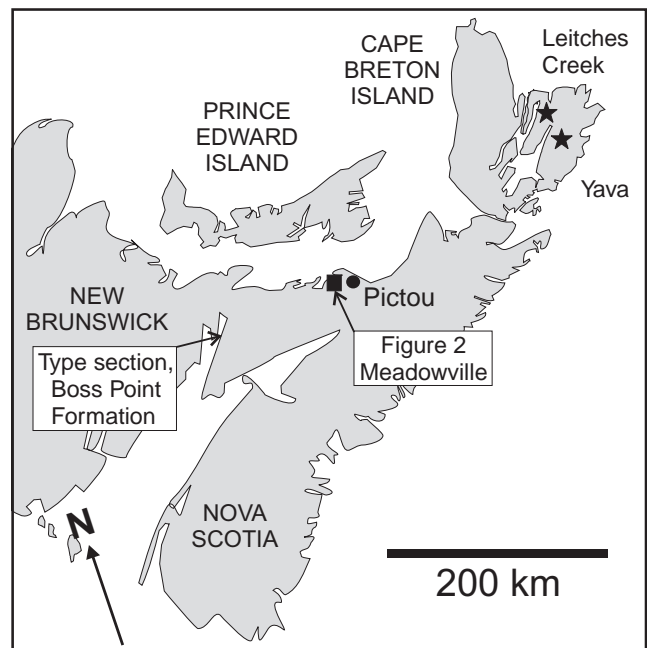 CAPE
BRETON
ISLAND
Leitches
Creek
PRINCE
EDWARD
ISLAND
Yava
NEW
BRUNSWICK
Pictou
Type section,
Boss Point
Formation
Figure 2
Meadowville
NOVA
SCOTIA
N
200 km